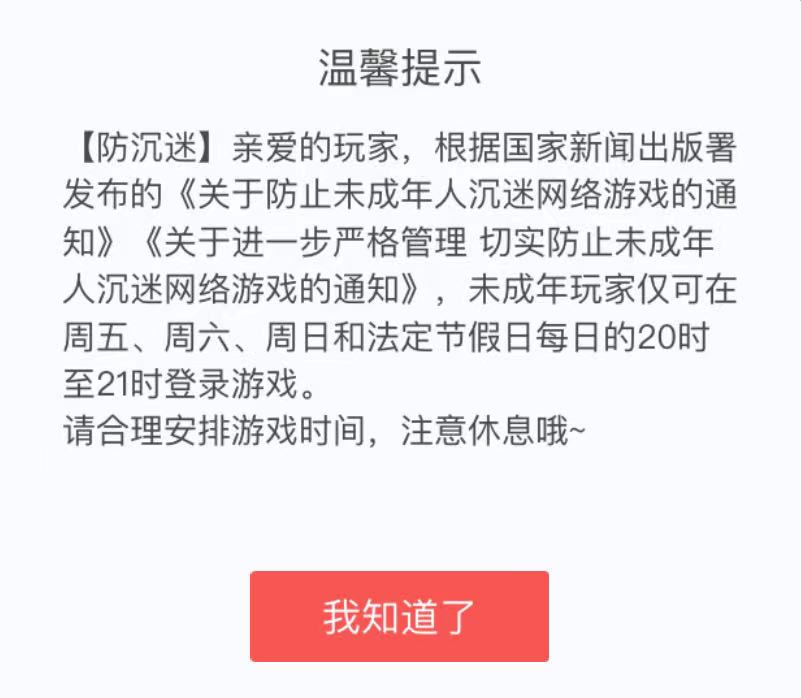 温馨提示
【防沉迷】亲爱的玩家，根据国家新闻出版署
发布的《关于防止未成年人沉迷网络游戏的通
知》《关于进一步严格管理 切实防止未成年
人沉迷网络游戏的通知》，未成年玩家仅可在
周五、周六、周日和法定节假日每日的20时
至21时登录游戏。
请合理安排游戏时间，注意休息哦~
我知道了